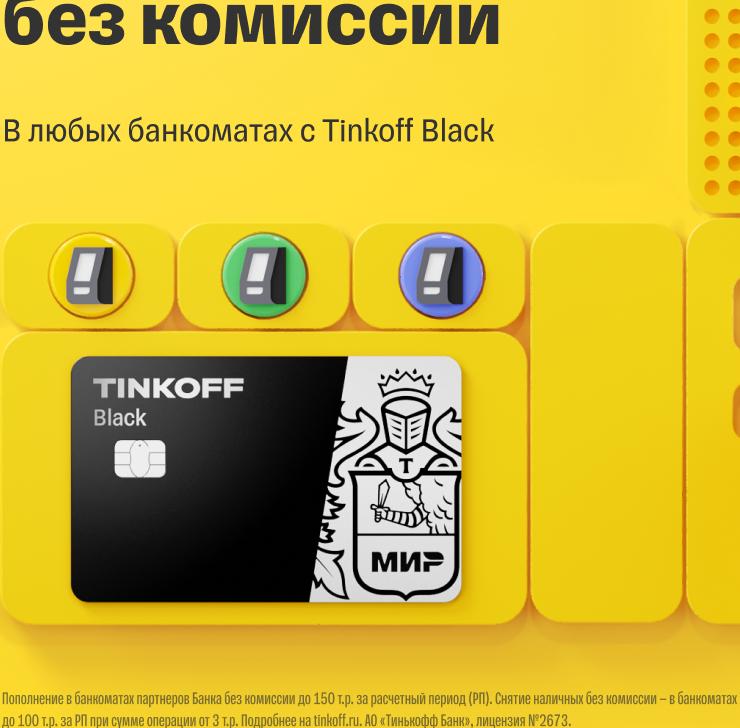 без комиссии
В любых банкоматах с Tinkoff Black
TINKOFF
Black
T
МИР
Пополнение в банкоматах партнеров Банка без комиссии до 150 т.р. за расчетный период (РП). Снятие наличных без комиссии – в банкоматах
до 100 т.р. за РП при сумме операции от 3 т.р. Подробнее на tinkoff.ru. АО «Тинькофф Банк», лицензия №2673.